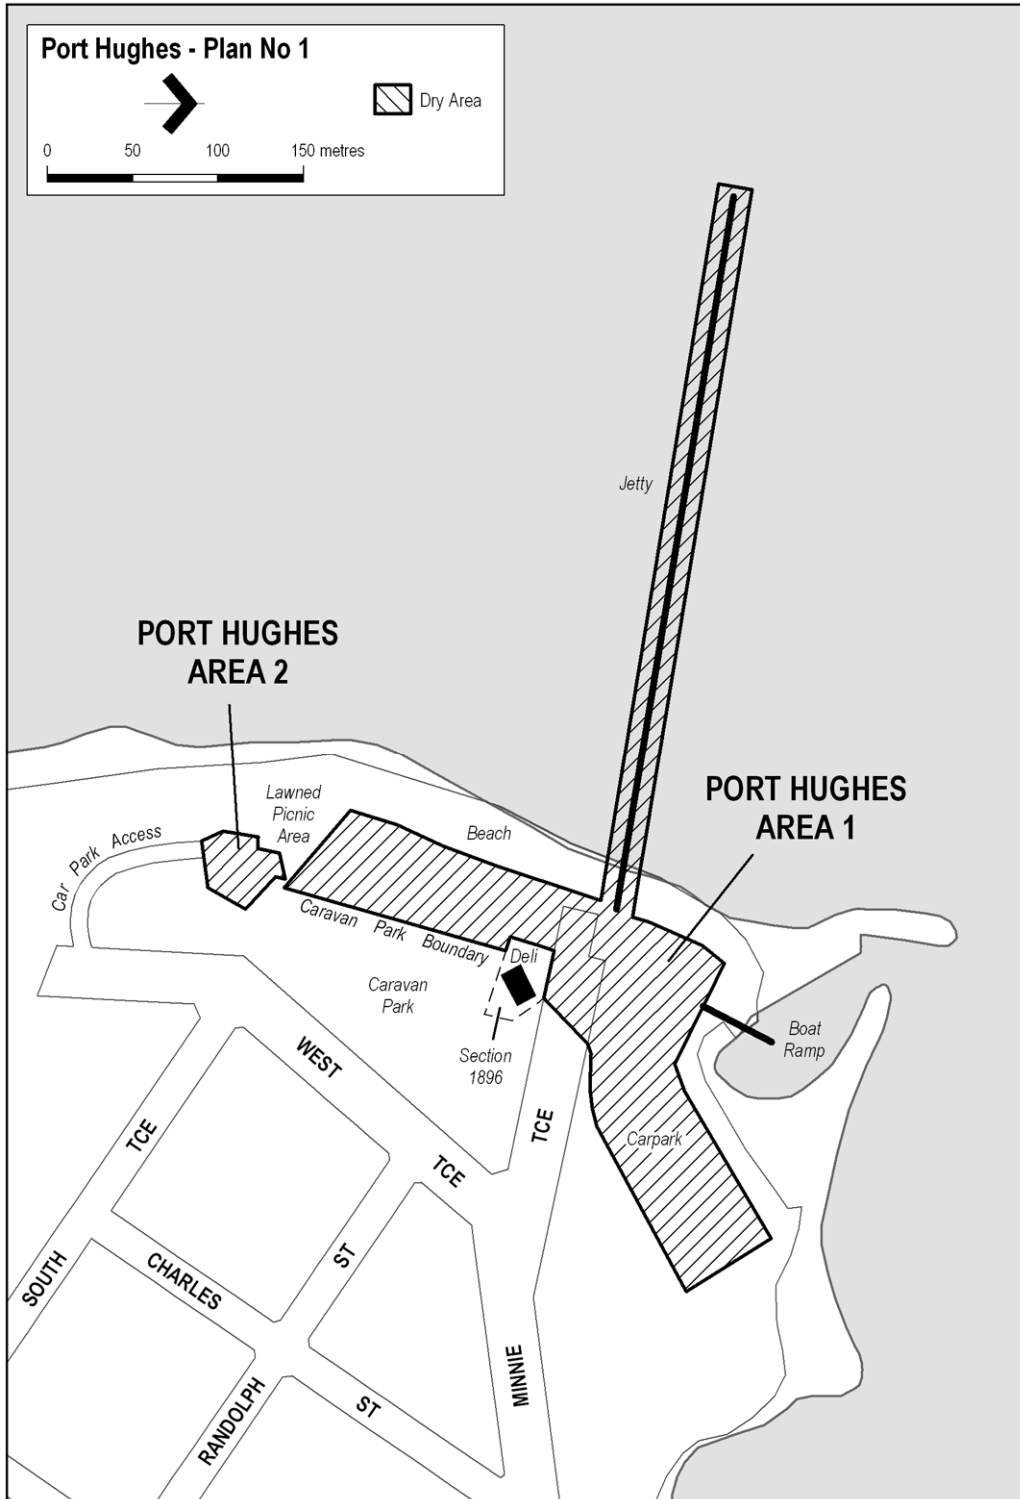 Port Hughes - Plan No 1
Dry Area
0 50 100 150 metres
Jetty
PORT HUGHES
AREA 2
PORT HUGHES
AREA 1
Lawned
Picnic
Area
Beach
Car Park Access
Caravan Park Boundary
Deli
Caravan
Park
Section
1896
Boat
Ramp
Carpark
WEST
TCE
TCE
TCE
SOUTH
CHARLES
ST
ST
MINNIE
RANDOLPH